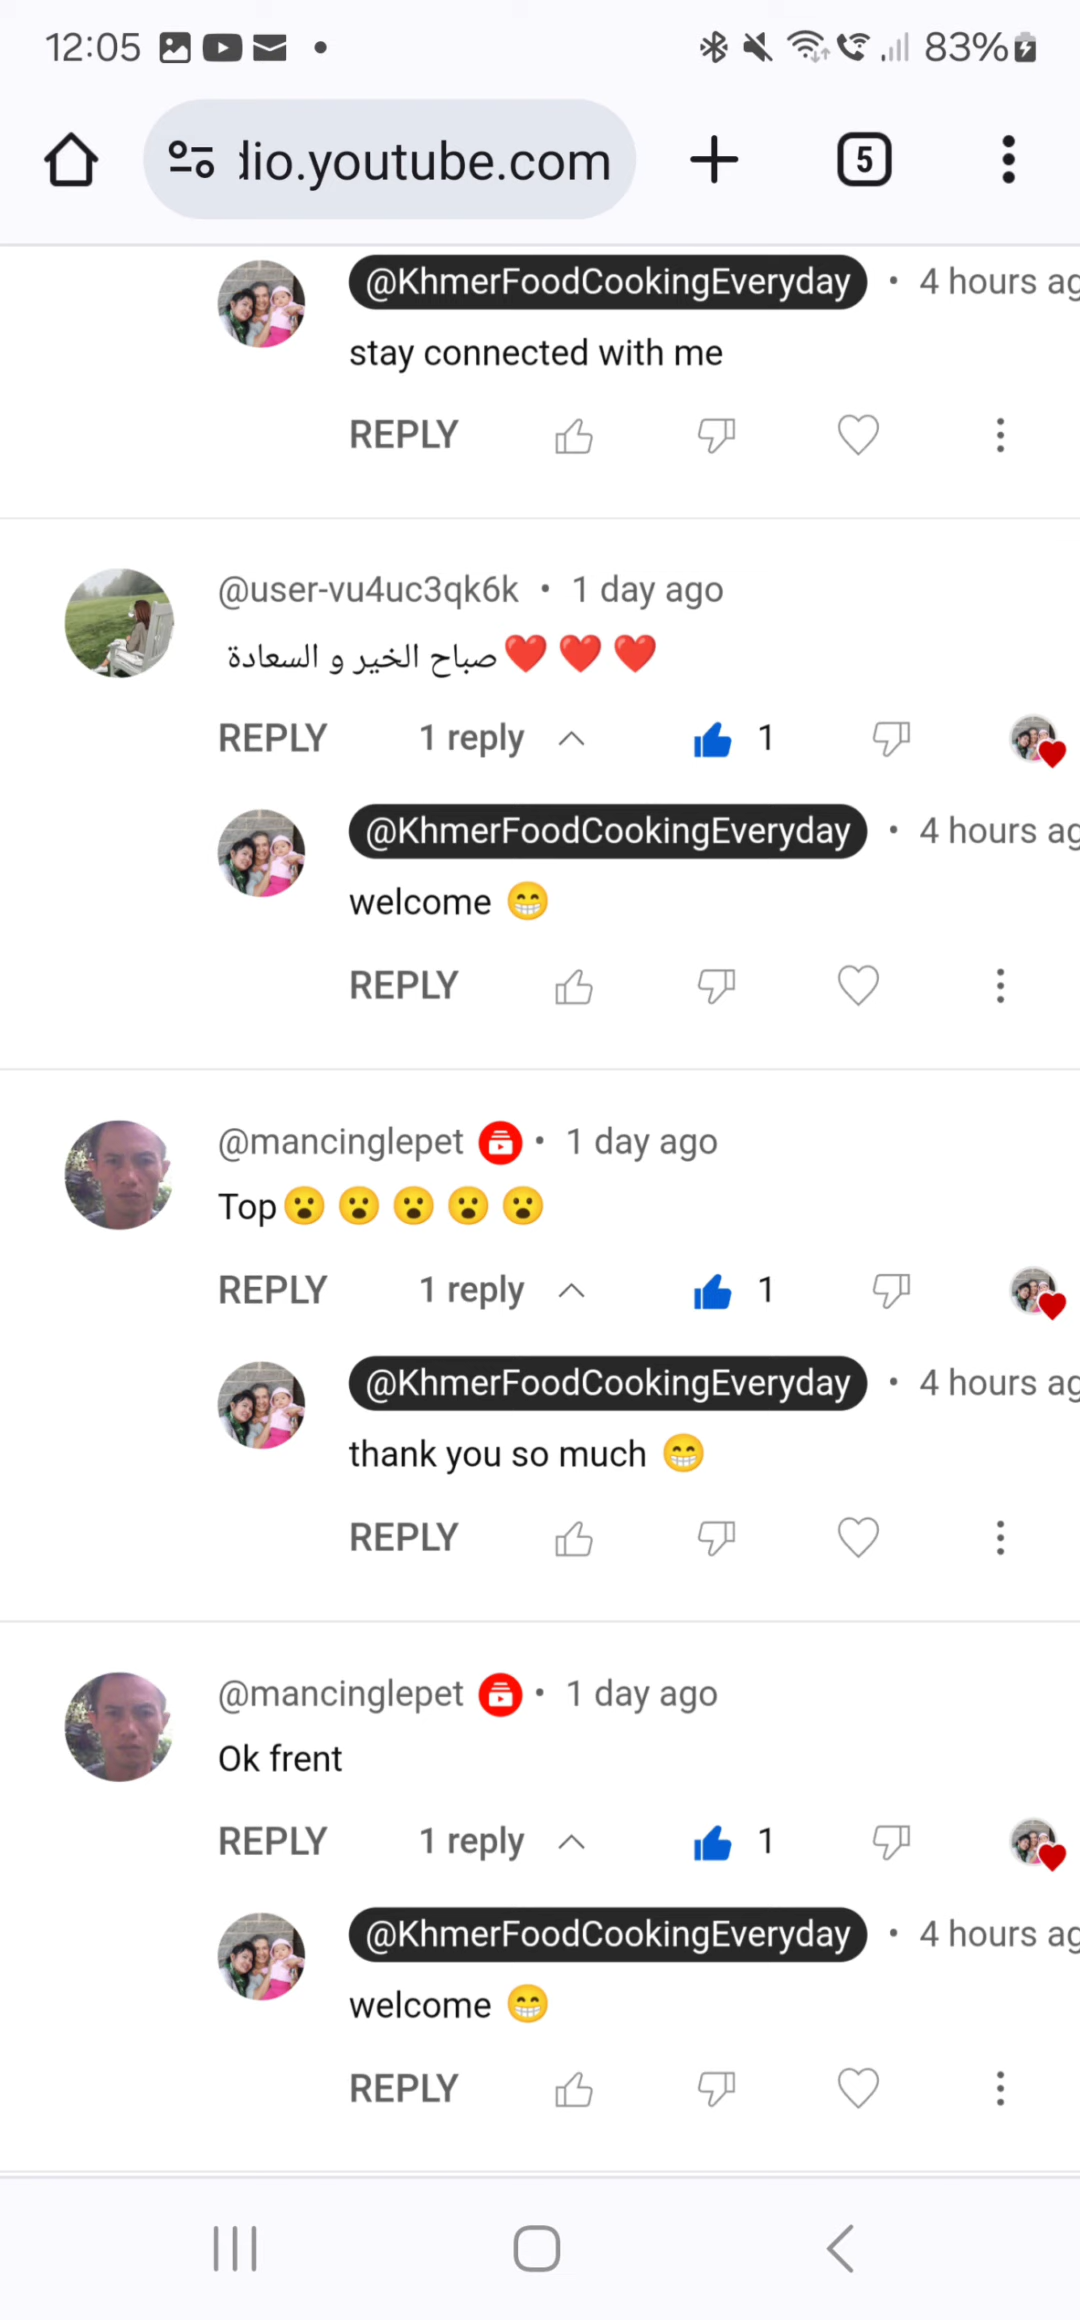 12:05
83%
dio.youtube.com
5
@KhmerFoodCookingEveryday • 4 hours ag
stay connected with me
REPLY
@user-vu4uc3qk6k • 1 day ago
صباح الخير و السعادة❤️❤️❤️
REPLY 1 reply 1
@KhmerFoodCookingEveryday • 4 hours ag
welcome 😁
REPLY
@mancinglepet • 1 day ago
Top😮😮😮😮😮
REPLY 1 reply 1
@KhmerFoodCookingEveryday • 4 hours ag
thank you so much 😁
REPLY
@mancinglepet • 1 day ago
Ok frent
REPLY 1 reply 1
@KhmerFoodCookingEveryday • 4 hours ag
welcome 😁
REPLY